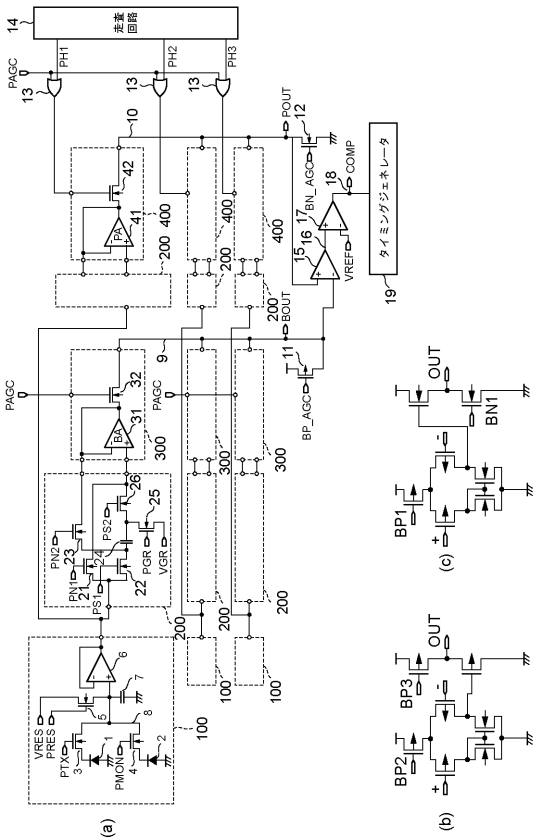 14
走査
回路
PH1
PH2
PH3
PAGC
13
13
13
10
POUT
12
BN_AGC
COMP
18
17
16
15
VREF
タイミングジェネレータ
19
42
PA
41
400
400
400
200
200
200
BOUT
9
11
BP_AGC
PAGC
PAGC
32
BA
31
300
300
300
PN2
23
PN1
21
PS1
22
24
PS2
26
25
PGR
VGR
200
200
200
VRES
PRES
5
6
7
8
PTX
3
1
PMON
4
2
100
100
100
(a)
BP2
BP3
OUT
+
-
(b)
BP1
OUT
BN1
+
-
(c)